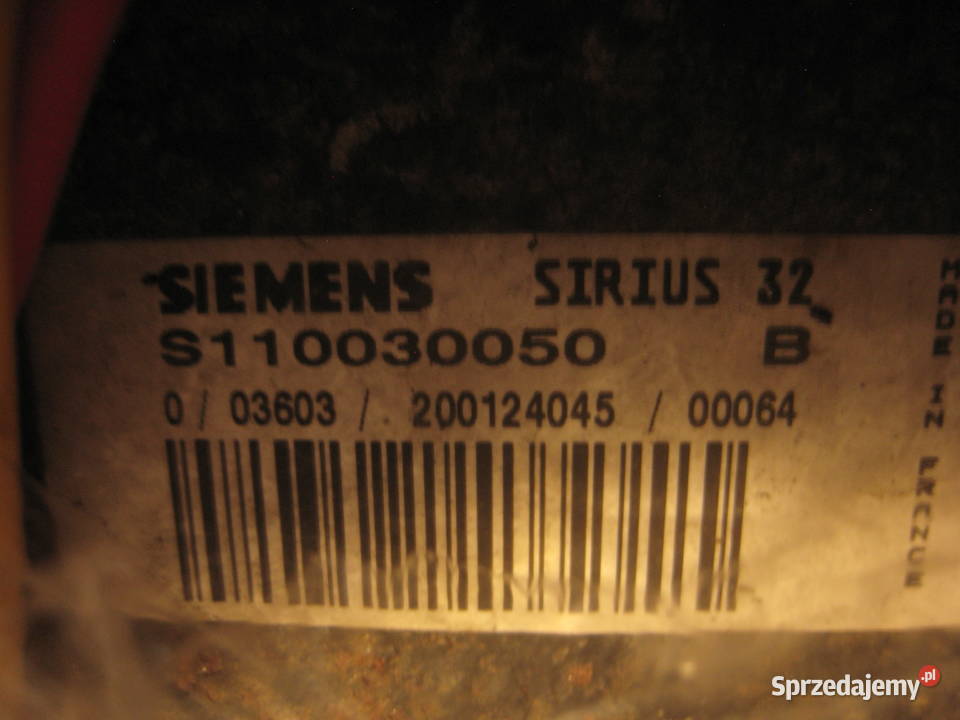 SIEMENS SIRIUS 32
S110030050 B
0 / 03603 / 200124045 / 00064
MADE IN FRANCE
Sprzedajemy.pl